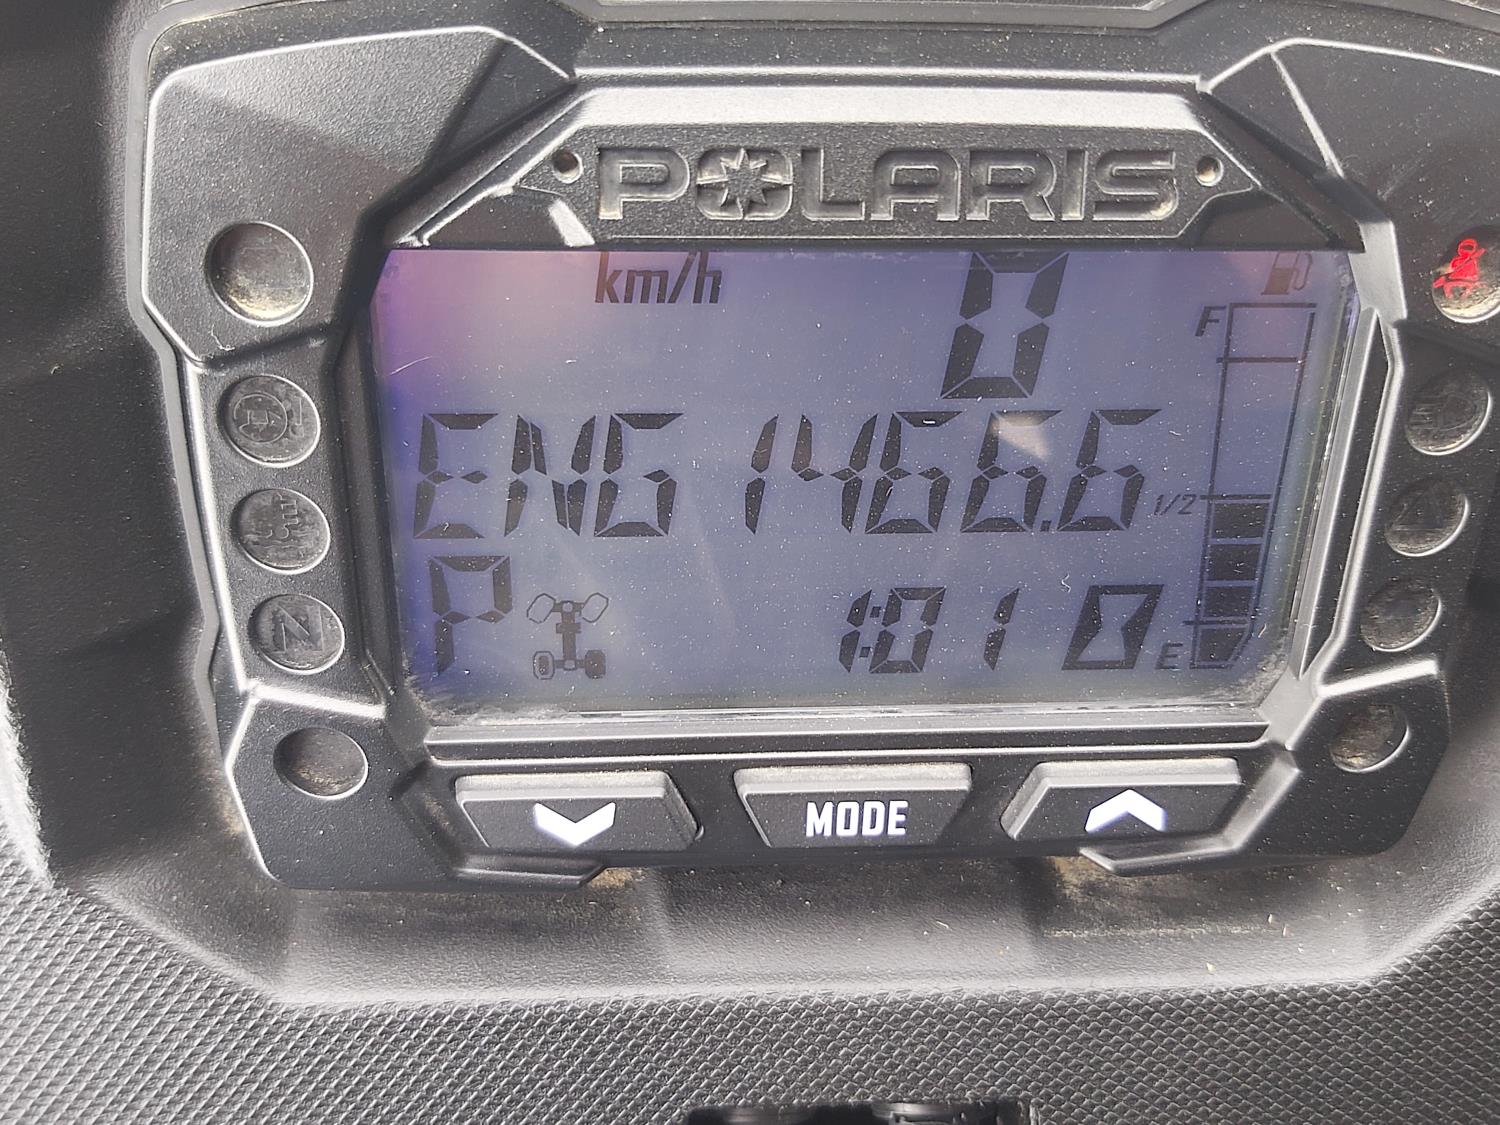 POLARIS
km/h 0
F
ENG 1466.6
1/2
P 1:01
E
N
MODE